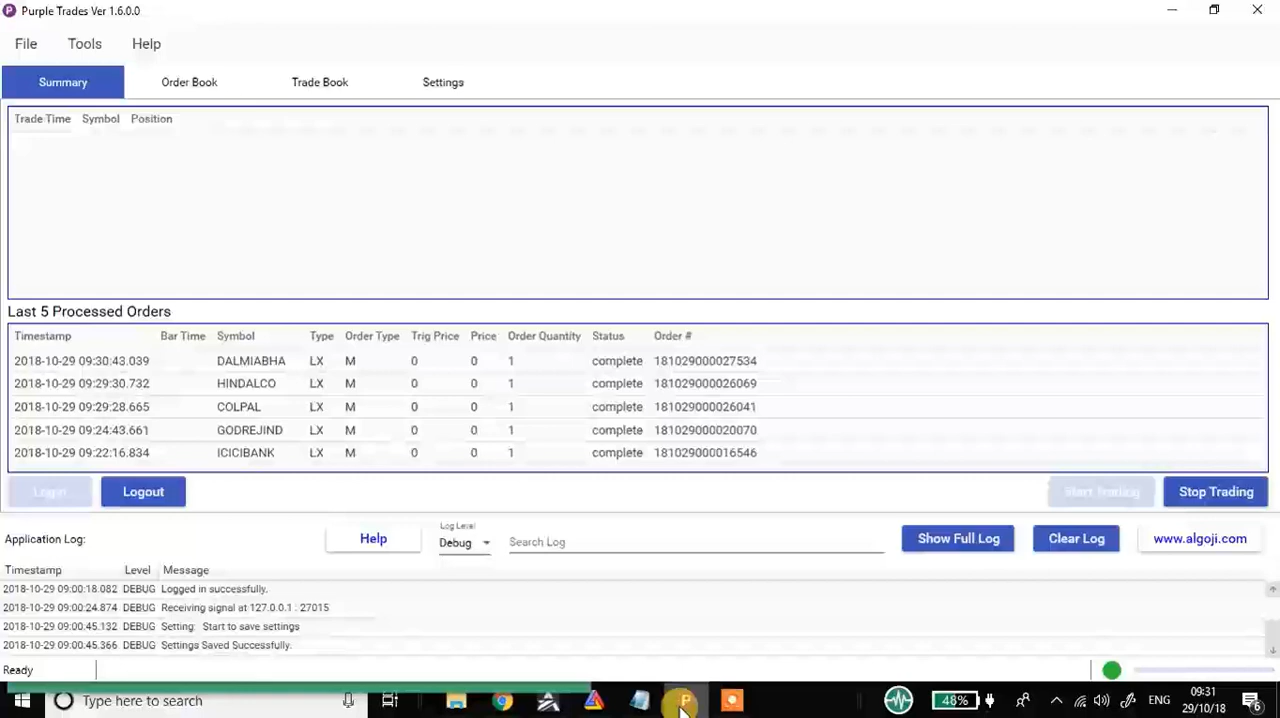 Purple Trades Ver 1.6.0.0
File Tools Help
Summary Order Book Trade Book Settings
Trade Time Symbol Position
Last 5 Processed Orders
Timestamp Bar Time Symbol Type Order Type Trig Price Price Order Quantity Status Order #
2018-10-29 09:30:43.039 DALMIABHA LX M 0 0 1 complete 181029000027534
2018-10-29 09:29:30.732 HINDALCO LX M 0 0 1 complete 181029000026069
2018-10-29 09:29:28.665 COLPAL LX M 0 0 1 complete 181029000026041
2018-10-29 09:24:43.661 GODREJIND LX M 0 0 1 complete 181029000020070
2018-10-29 09:22:16.834 ICICIBANK LX M 0 0 1 complete 181029000016546
Login Logout Start Trading Stop Trading
Application Log: Help Log Level Debug Search Log Show Full Log Clear Log www.algoji.com
Timestamp Level Message
2018-10-29 09:00:18.082 DEBUG Logged in successfully.
2018-10-29 09:00:24.874 DEBUG Receiving signal at 127.0.0.1 : 27015
2018-10-29 09:00:45.132 DEBUG Setting: Start to save settings
2018-10-29 09:00:45.366 DEBUG Settings Saved Successfully.
Ready
Type here to search 48% ENG 09:31
29/10/18 6